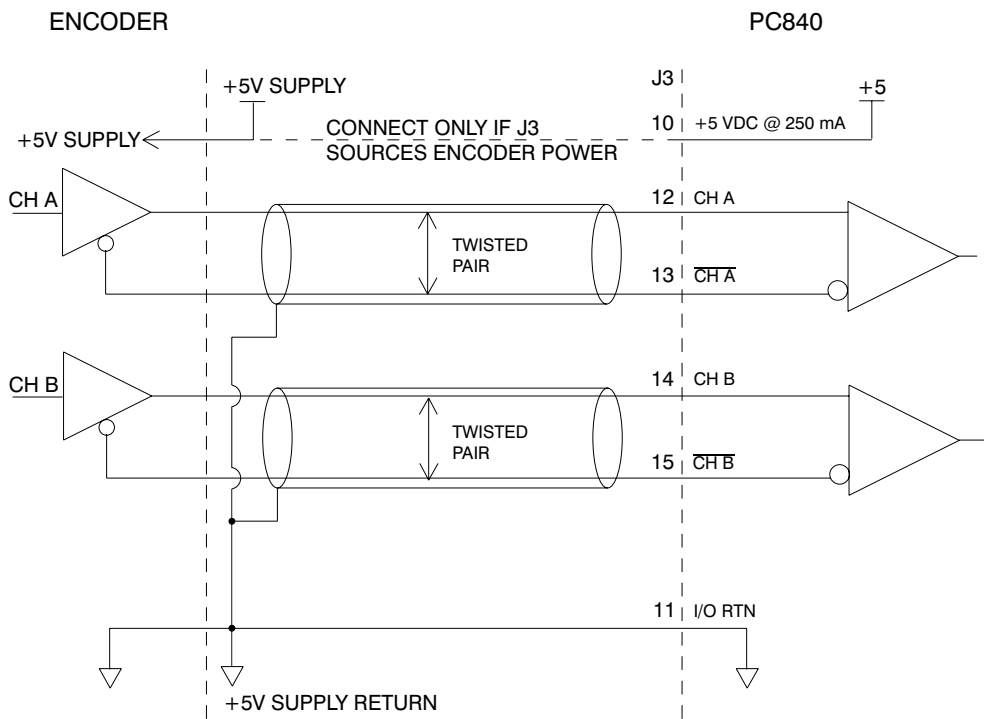 ENCODER
PC840
J3
+5V SUPPLY
+5
+5V SUPPLY
CONNECT ONLY IF J3
SOURCES ENCODER POWER
10
+5 VDC @ 250 mA
CH A
12
CH A
TWISTED
PAIR
13
CH A
CH B
14
CH B
TWISTED
PAIR
15
CH B
11
I/O RTN
+5V SUPPLY RETURN